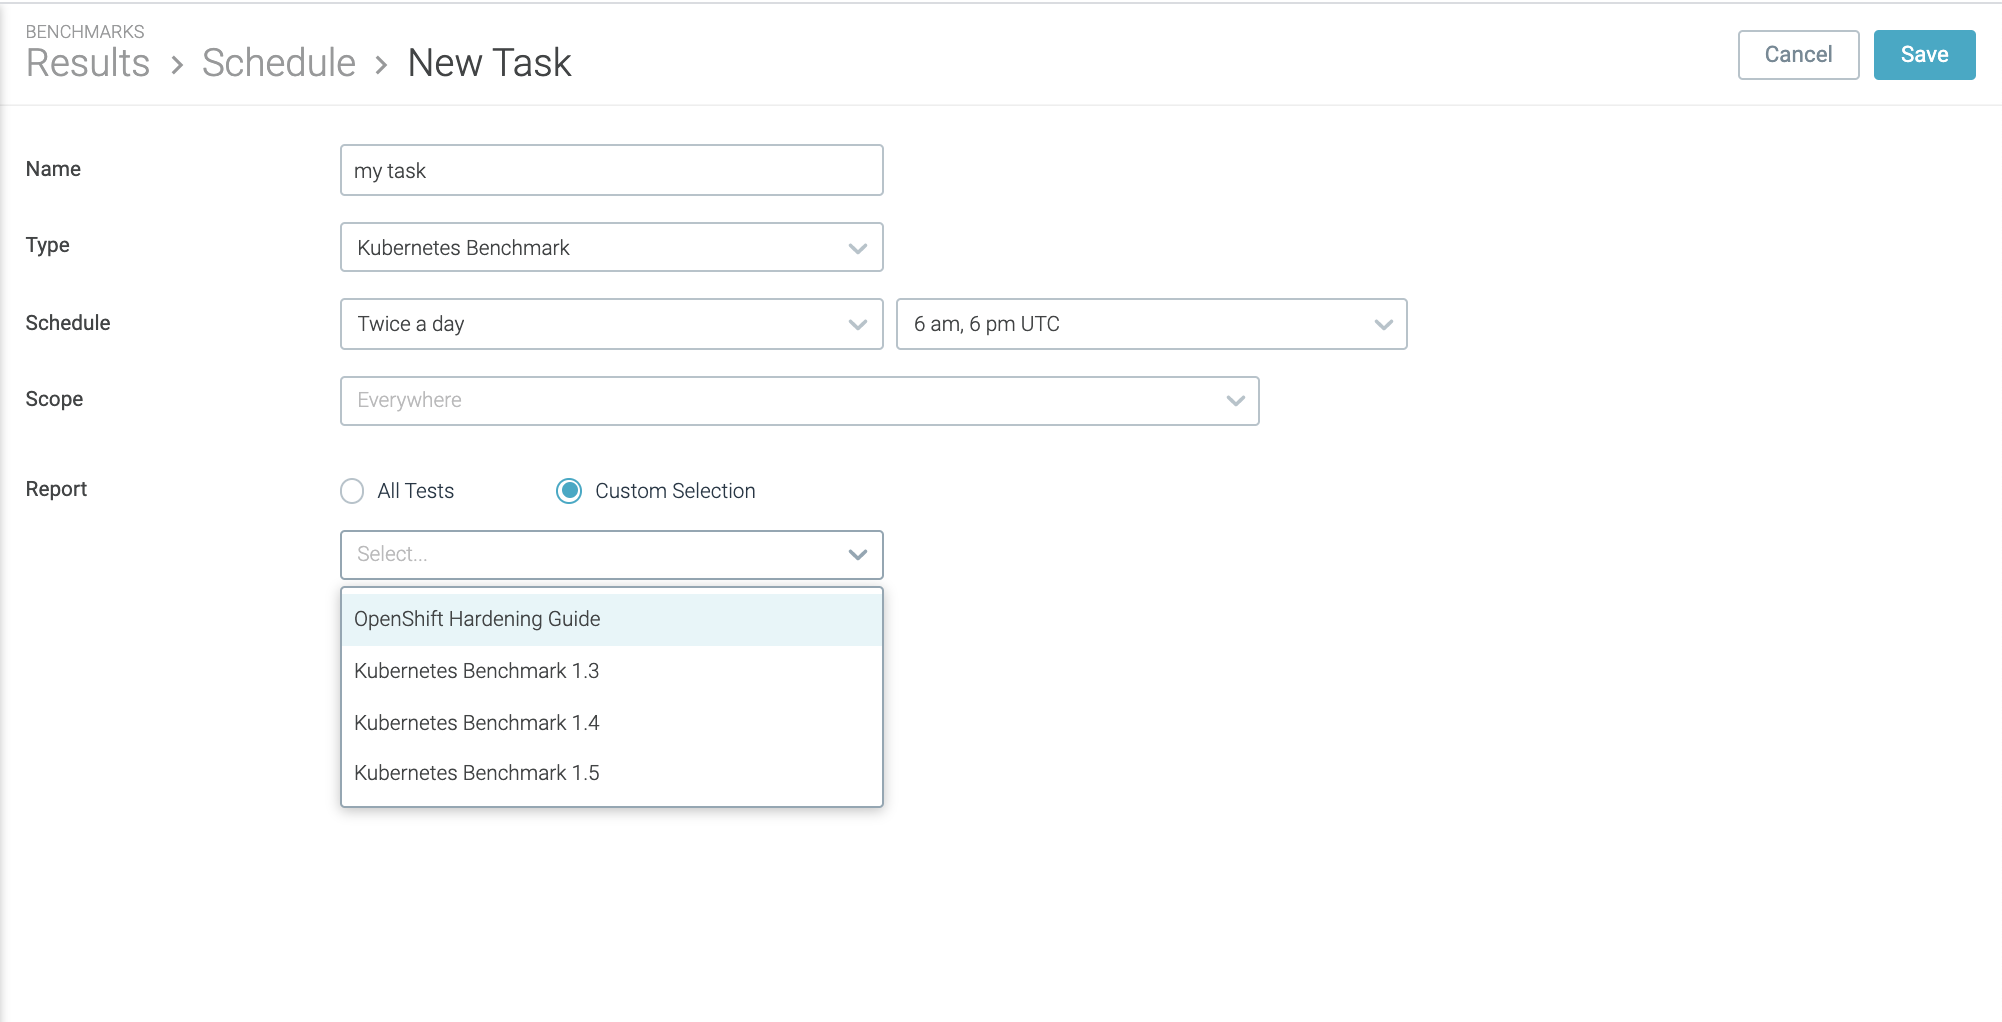 BENCHMARKS
Results > Schedule > New Task
Cancel
Save
Name
my task
Type
Kubernetes Benchmark
Schedule
Twice a day
6 am, 6 pm UTC
Scope
Everywhere
Report
All Tests
Custom Selection
Select...
OpenShift Hardening Guide
Kubernetes Benchmark 1.3
Kubernetes Benchmark 1.4
Kubernetes Benchmark 1.5